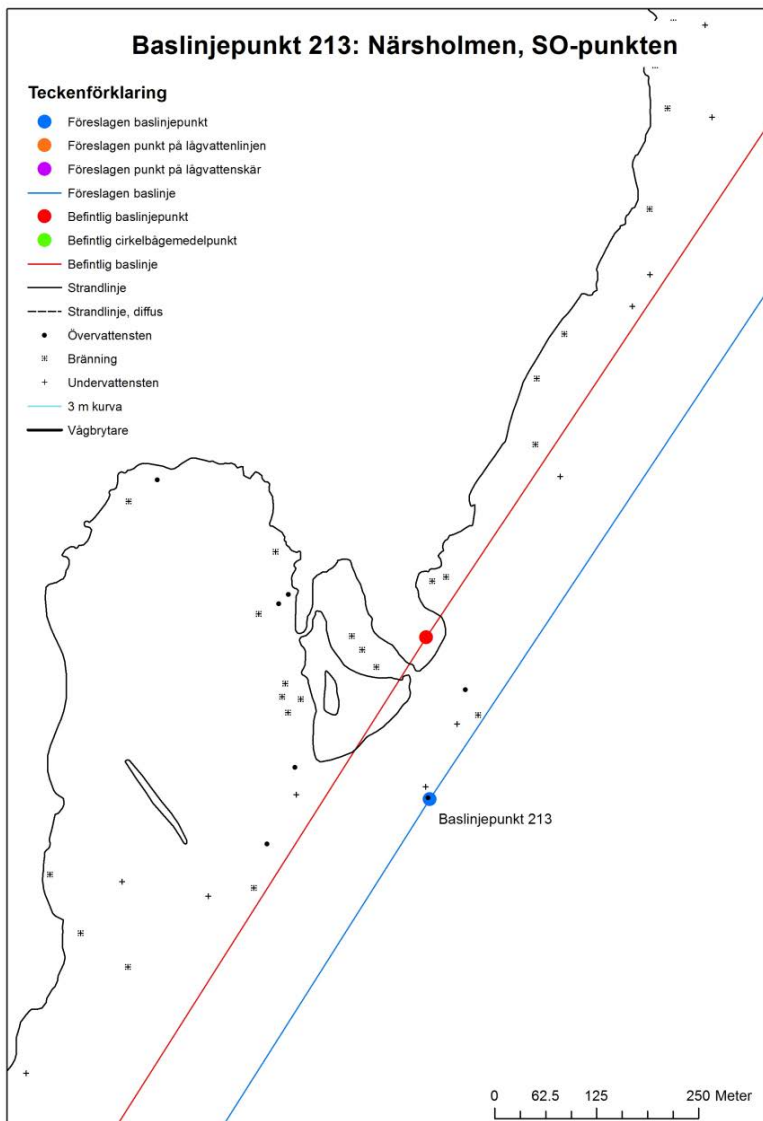 Baslinjepunkt 213: Närsholmen, SO-punkten
Teckenförklaring
Föreslagen baslinjepunkt
Föreslagen punkt på lågvattenlinjen
Föreslagen punkt på lågvattenskär
Föreslagen baslinje
Befintlig baslinjepunkt
Befintlig cirkelbågemedelpunkt
Befintlig baslinje
Strandlinje
Strandlinje, diffus
Övervattensten
Bränning
Undervattensten
3 m kurva
Vågbrytare
Baslinjepunkt 213
0 62.5 125 250 Meter